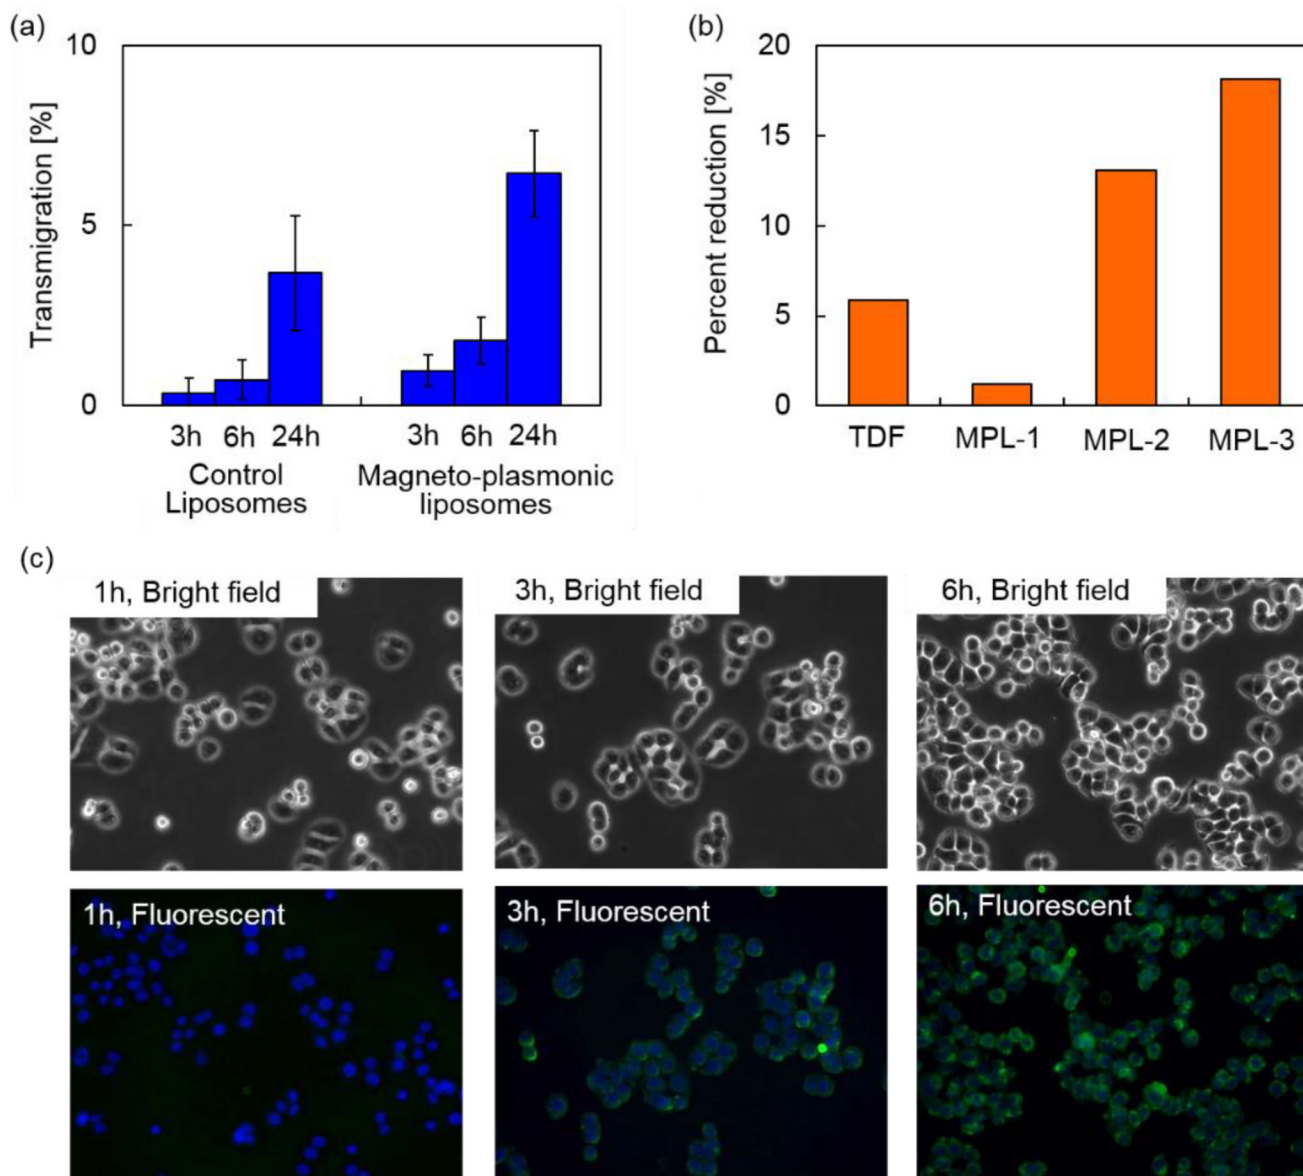 (a)
10
5
0
Transmigration [%]
3h 6h 24h 3h 6h 24h
Control
Liposomes
Magneto-plasmonic
liposomes
(b)
20
15
10
5
0
Percent reduction [%]
TDF MPL-1 MPL-2 MPL-3
(c)
1h, Bright field
3h, Bright field
6h, Bright field
1h, Fluorescent
3h, Fluorescent
6h, Fluorescent